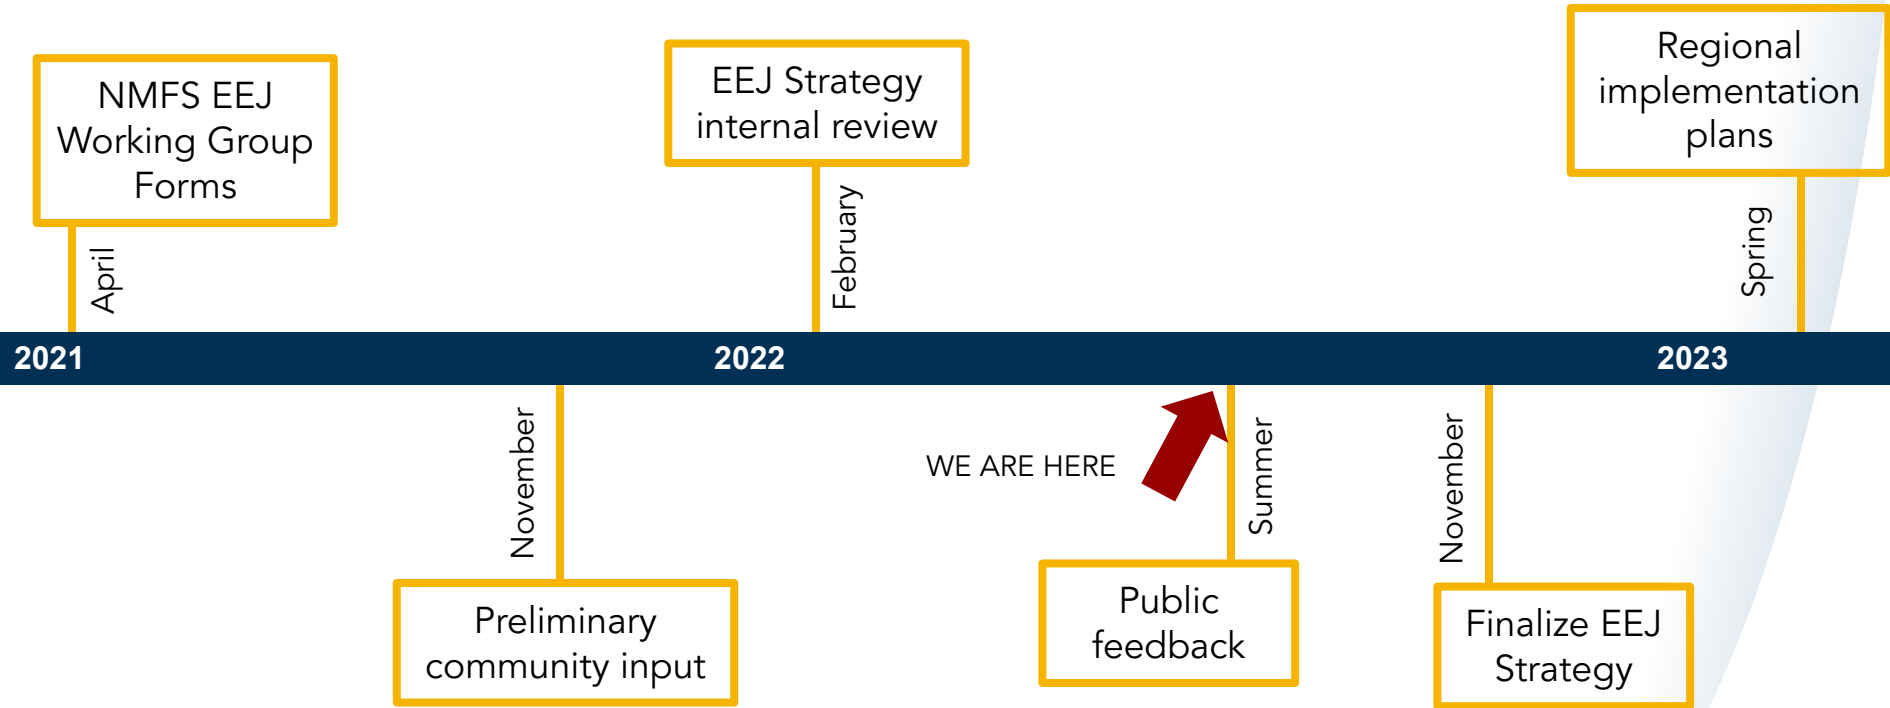 NMFS EEJ
Working Group
Forms
April
EEJ Strategy
internal review
February
Regional
implementation
plans
Spring
2021
2022
2023
November
Preliminary
community input
WE ARE HERE
Summer
Public
feedback
November
Finalize EEJ
Strategy